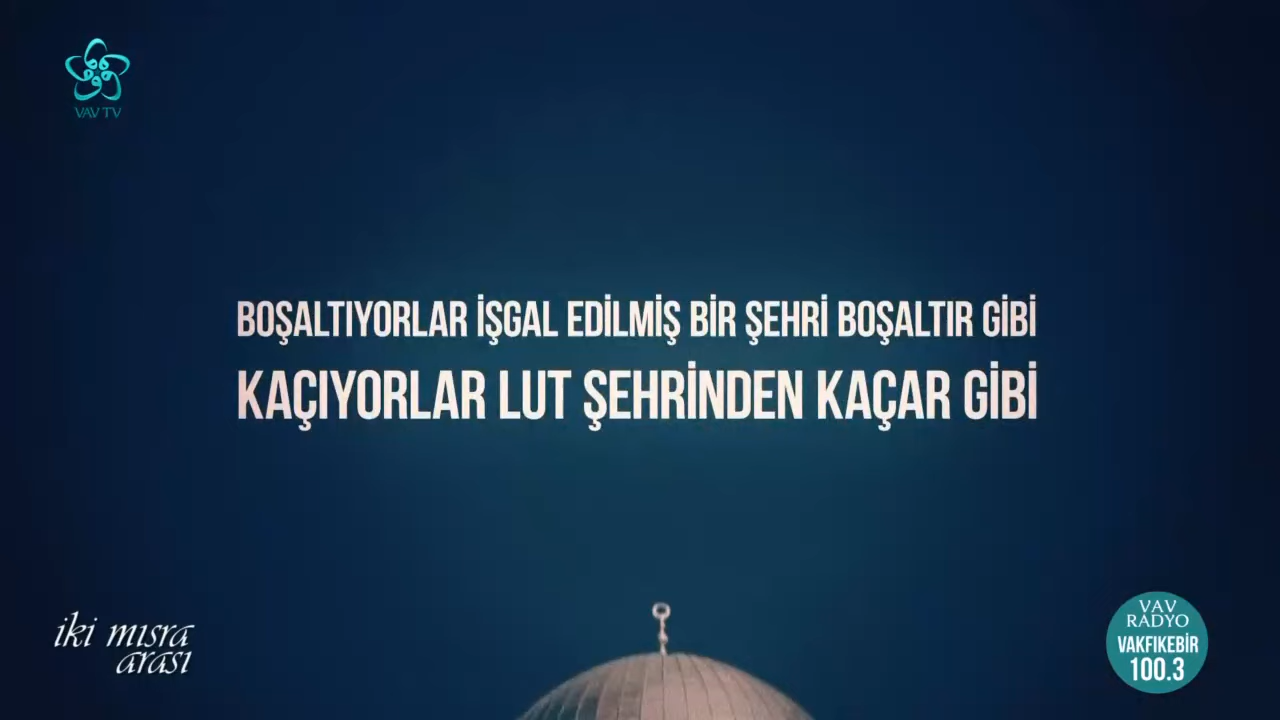 VAV TV
BOŞALTIYORLAR İŞGAL EDİLMİŞ BİR ŞEHRİ BOŞALTIR GİBİ
KAÇIYORLAR LUT ŞEHRİNDEN KAÇAR GİBİ
iki mısra
arası
VAV
RADYO
VAKFIKEBİR
100.3